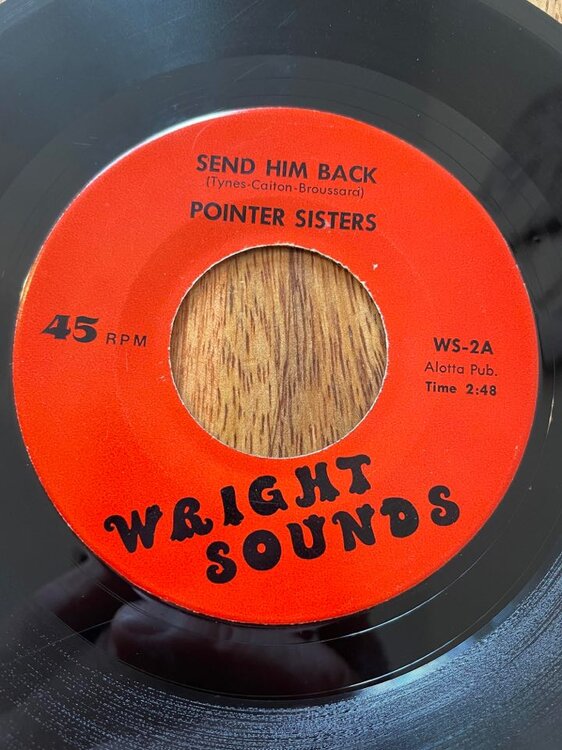 SEND HIM BACK
(Tynes-Caiton-Broussard)
POINTER SISTERS
45 RPM
WS-2A
Alotta Pub.
Time 2:48
WRIGHT
SOUNDS